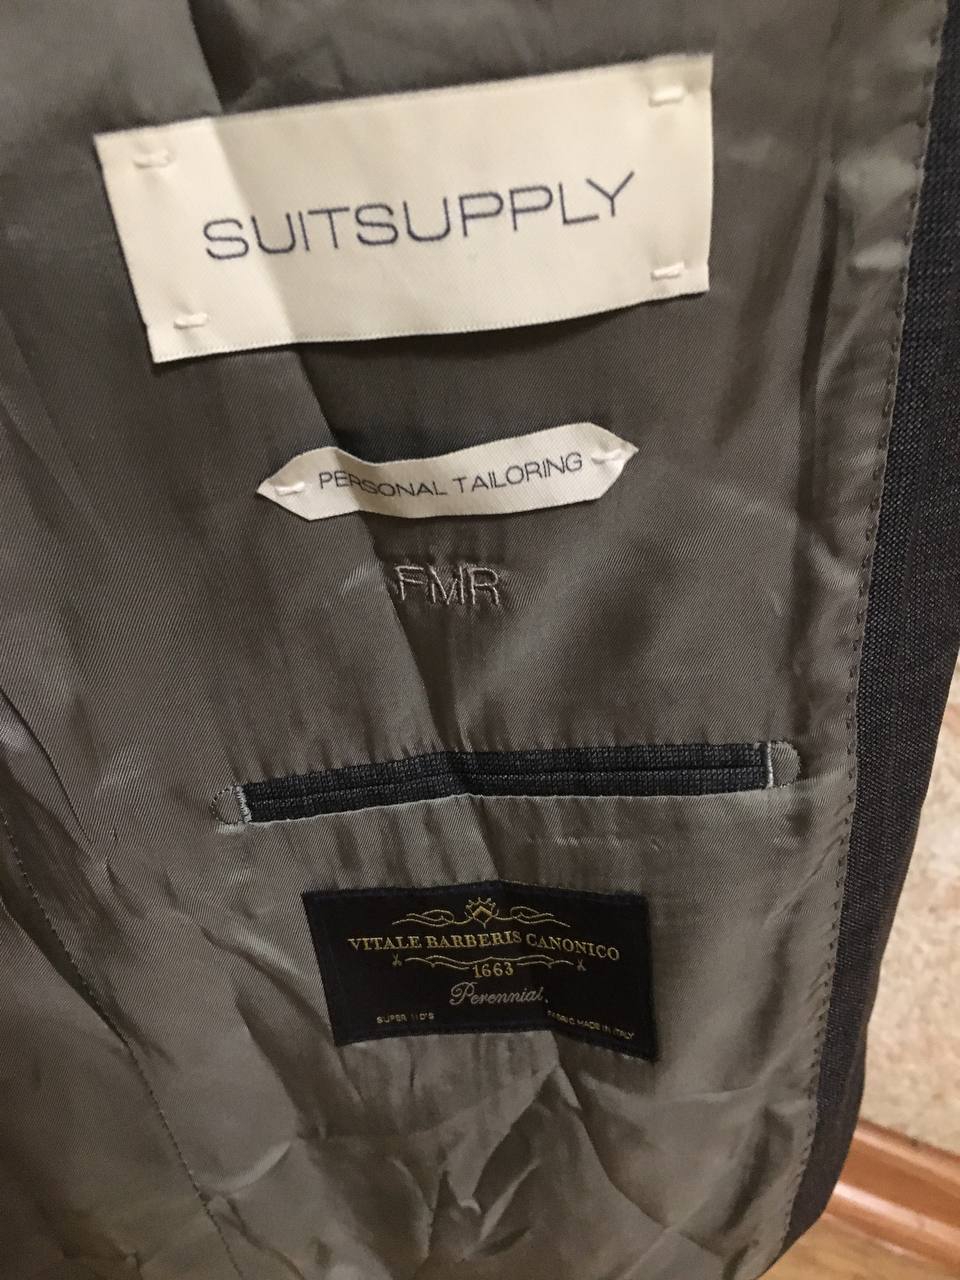 SUITSUPPLY
PERSONAL TAILORING
FMR
VITALE BARBERIS CANONICO
1663
Perennial
SUPER 110'S
FABRIC MADE IN ITALY